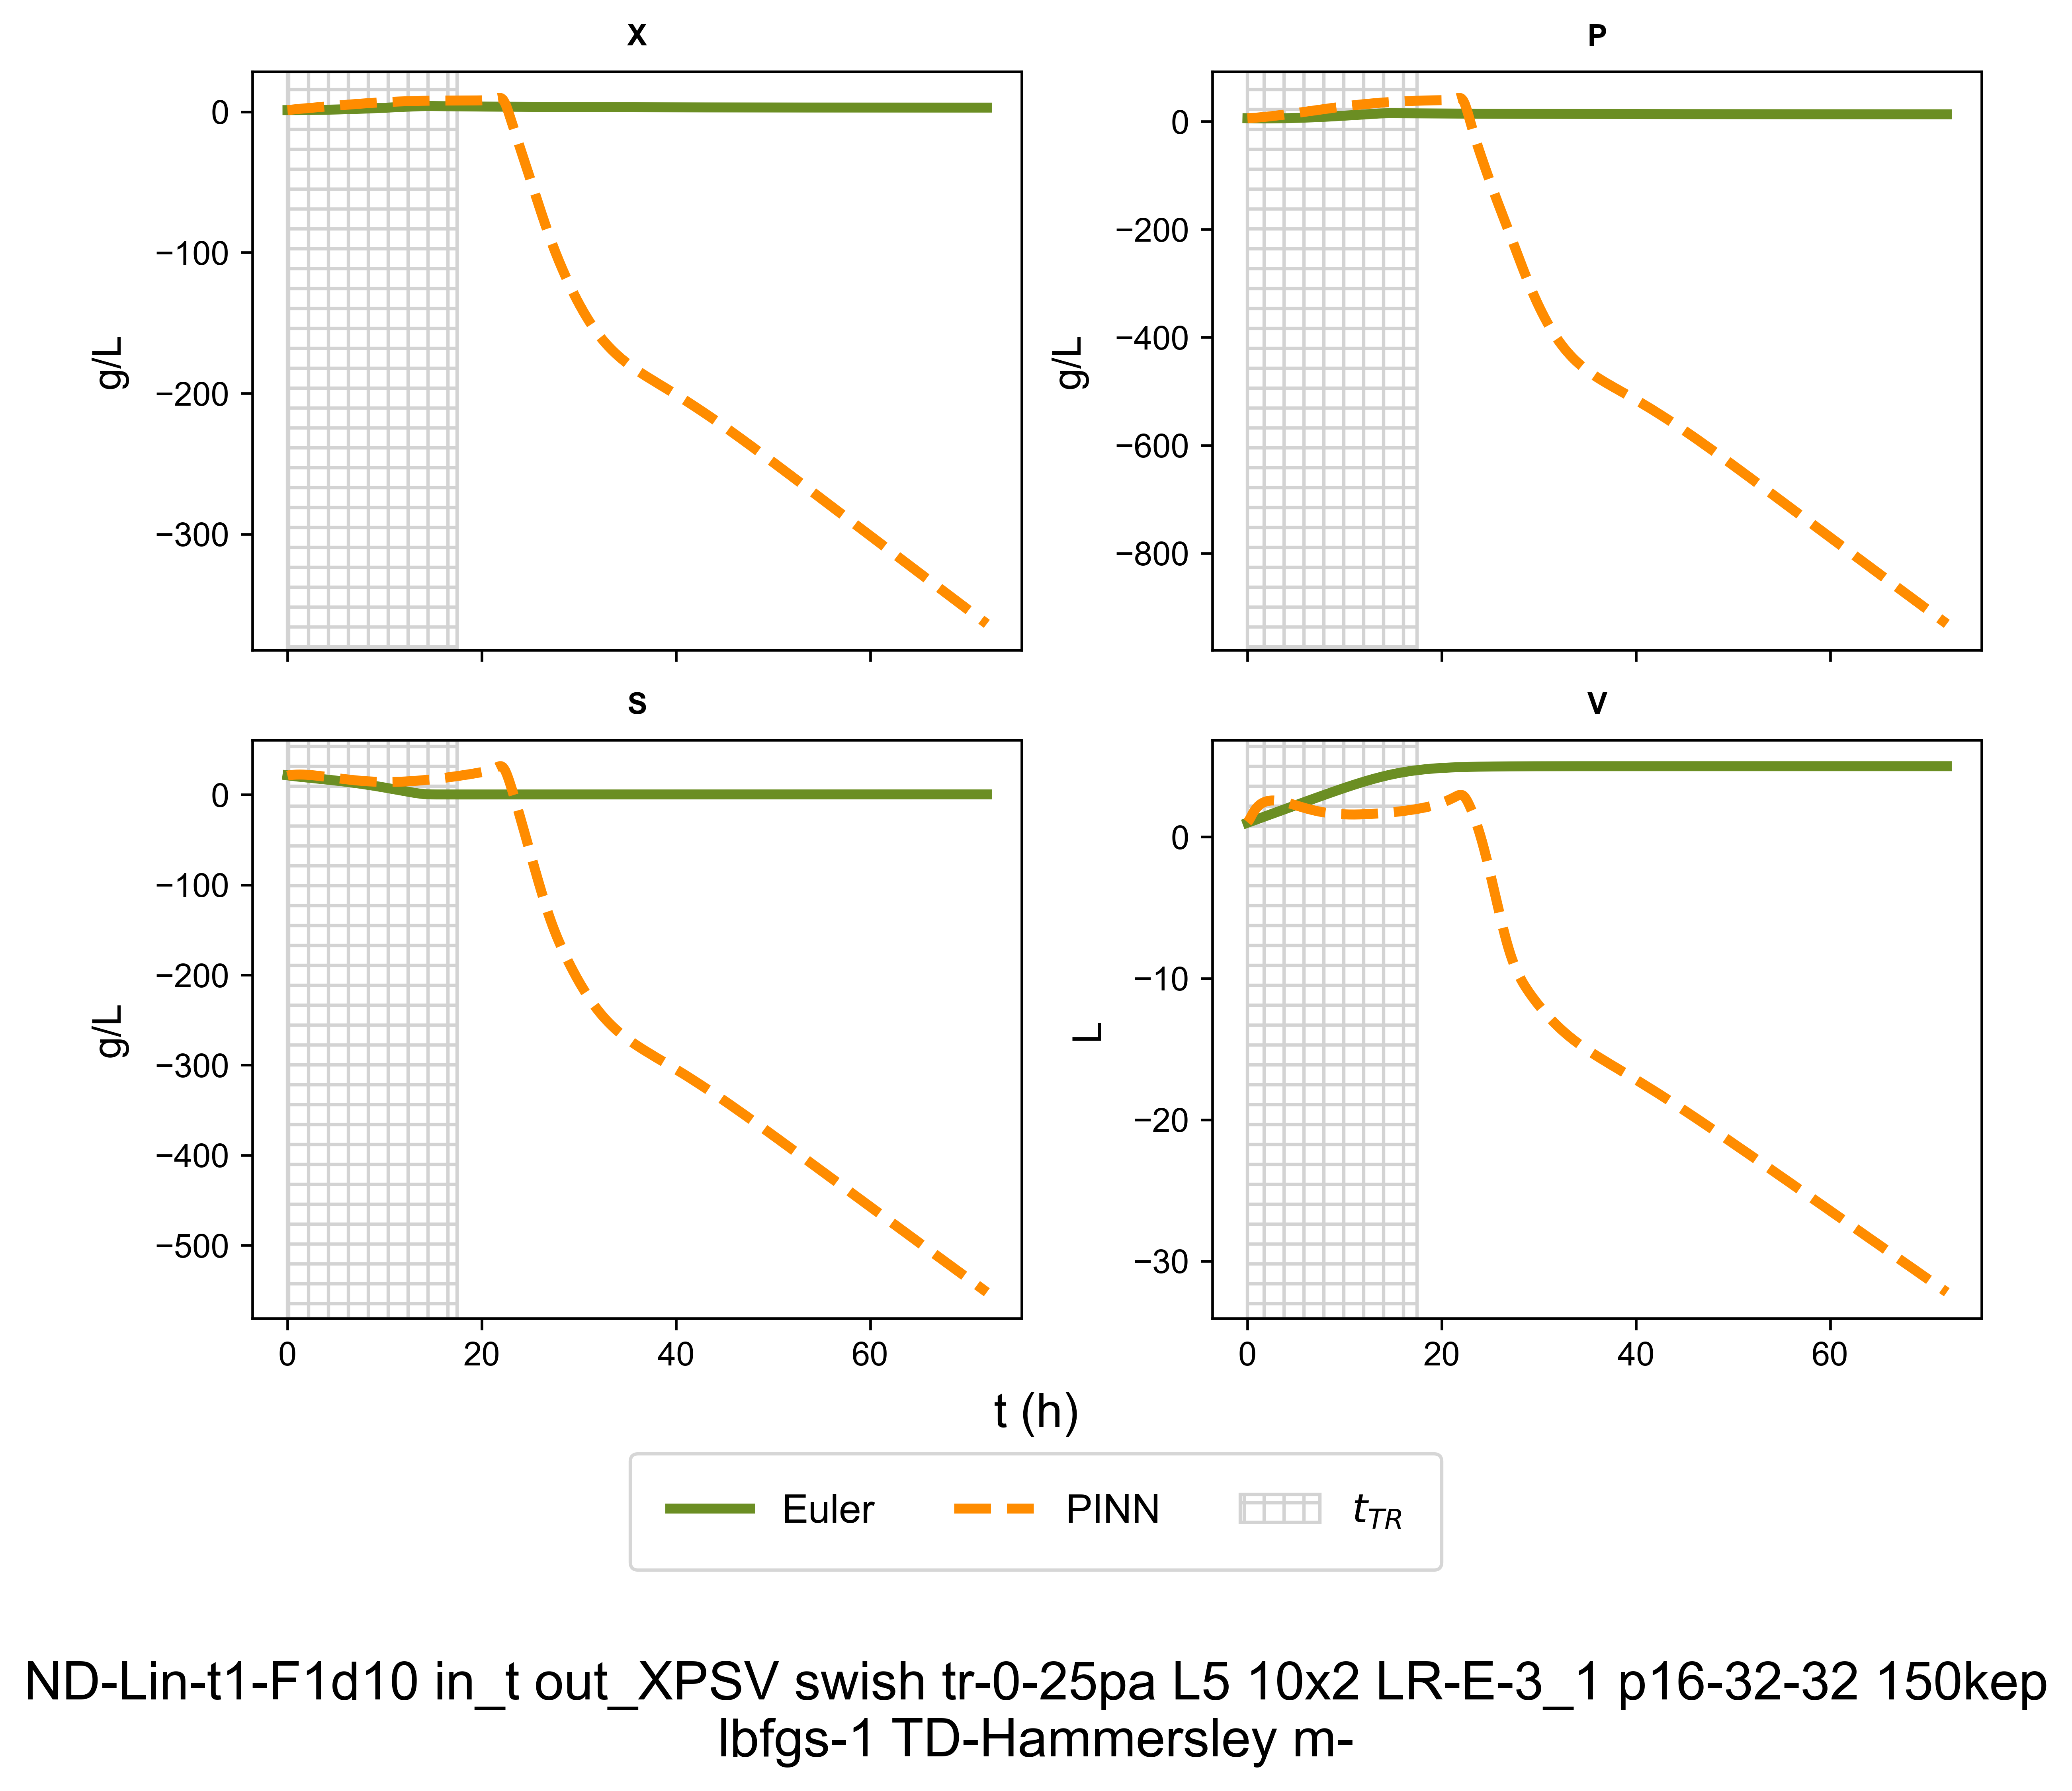 X
P
0
−100
−200
−300
g/L
0
−200
−400
−600
−800
g/L
S
V
0
−100
−200
−300
−400
−500
g/L
0
20
40
60
0
−10
−20
−30
L
0
20
40
60
t (h)
Euler
PINN
t_{TR}
ND-Lin-t1-F1d10 in_t out_XPSV swish tr-0-25pa L5 10x2 LR-E-3_1 p16-32-32 150kep
lbfgs-1 TD-Hammersley m-